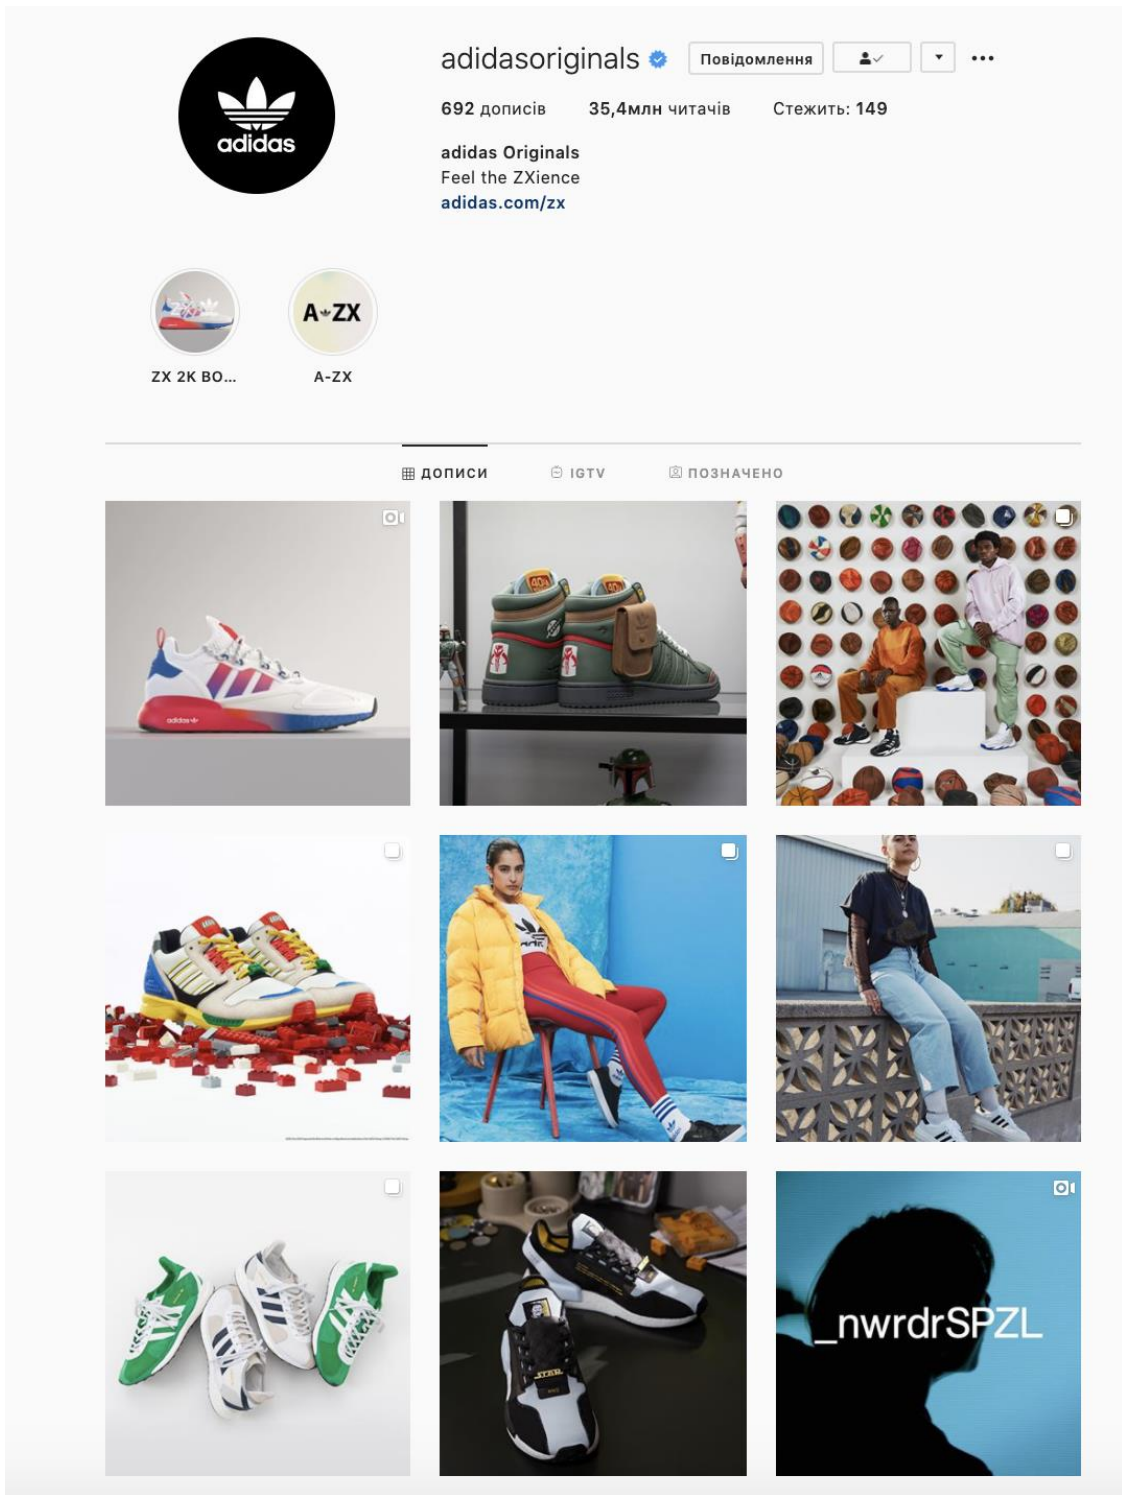 adidasoriginals
Повідомлення
692 дописів 35,4млн читачів Стежить: 149
adidas Originals
Feel the ZXience
adidas.com/zx
adidas
A-ZX
ZX 2K BO...
A-ZX
ДОПИСИ
IGTV
ПОЗНАЧЕНО
adidas
_nwrdrSPZL